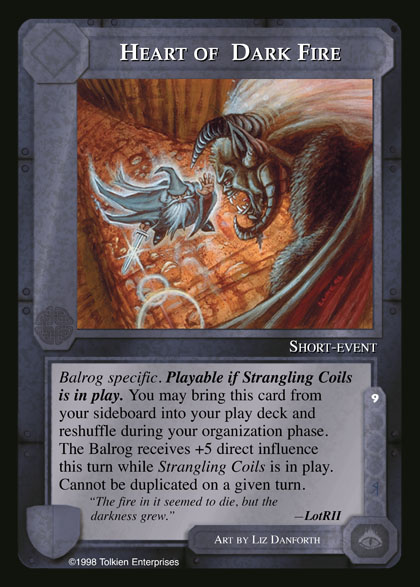 HEART OF DARK FIRE
SHORT-EVENT
Balrog specific. Playable if Strangling Coils
is in play. You may bring this card from
your sideboard into your play deck and
reshuffle during your organization phase.
The Balrog receives +5 direct influence
this turn while Strangling Coils is in play.
Cannot be duplicated on a given turn.
"The fire in it seemed to die, but the
darkness grew." —LotRII
9
ART BY LIZ DANFORTH
©1998 Tolkien Enterprises